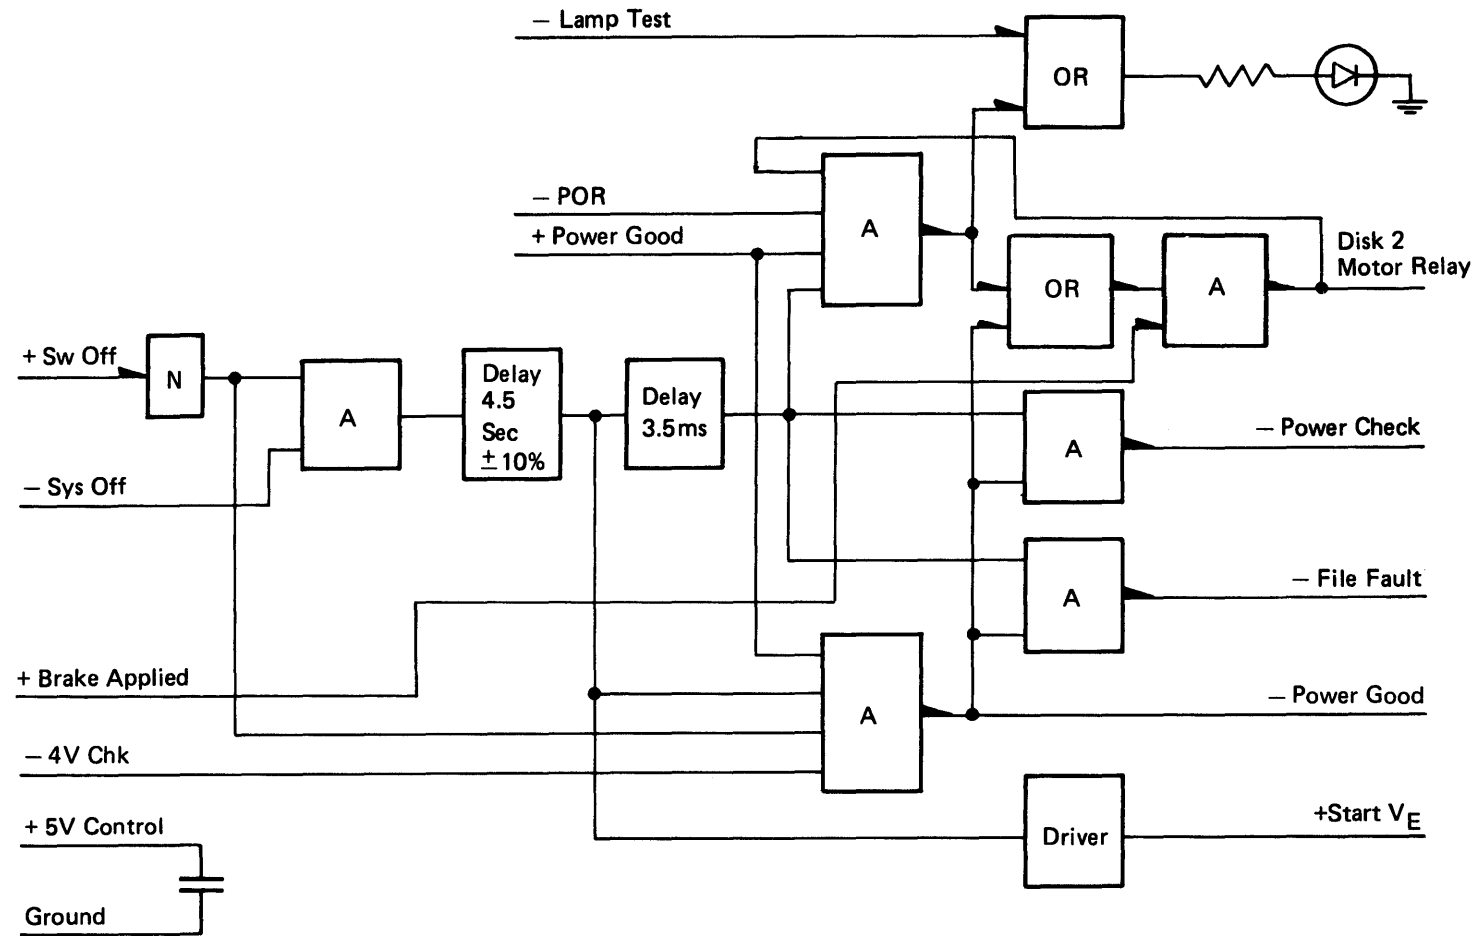 — Lamp Test
OR
— POR
+ Power Good
A
OR
A
Disk 2
Motor Relay
+ Sw Off
N
A
Delay
4.5
Sec
± 10%
Delay
3.5ms
A
— Power Check
— Sys Off
A
— File Fault
+ Brake Applied
A
— Power Good
— 4V Chk
+ 5V Control
Driver
+Start VE
Ground